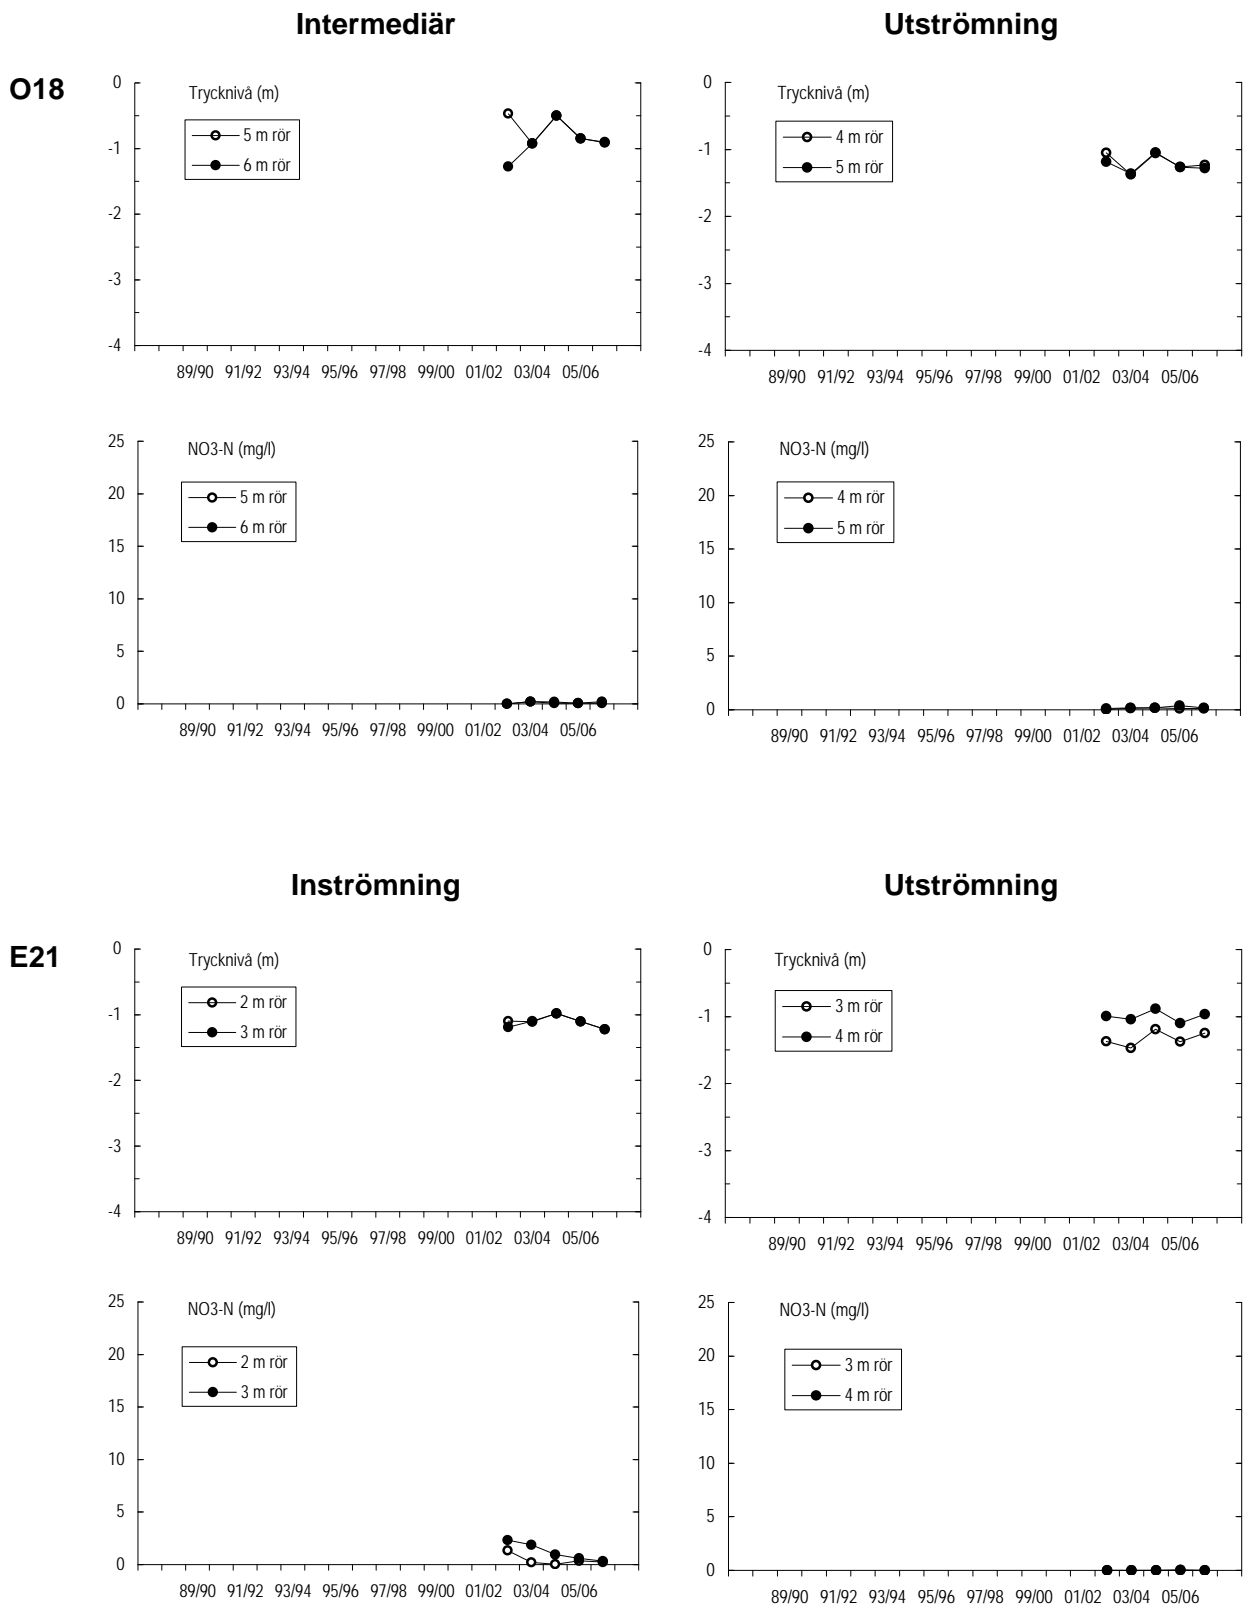 Intermediär
Utströmning
O18
0
-1
-2
-3
-4
Trycknivå (m)
5 m rör
6 m rör
89/90 91/92 93/94 95/96 97/98 99/00 01/02 03/04 05/06
0
-1
-2
-3
-4
Trycknivå (m)
4 m rör
5 m rör
89/90 91/92 93/94 95/96 97/98 99/00 01/02 03/04 05/06
25
20
15
10
5
0
NO3-N (mg/l)
5 m rör
6 m rör
89/90 91/92 93/94 95/96 97/98 99/00 01/02 03/04 05/06
25
20
15
10
5
0
NO3-N (mg/l)
4 m rör
5 m rör
89/90 91/92 93/94 95/96 97/98 99/00 01/02 03/04 05/06
Inströmning
Utströmning
E21
0
-1
-2
-3
-4
Trycknivå (m)
2 m rör
3 m rör
89/90 91/92 93/94 95/96 97/98 99/00 01/02 03/04 05/06
0
-1
-2
-3
-4
Trycknivå (m)
3 m rör
4 m rör
89/90 91/92 93/94 95/96 97/98 99/00 01/02 03/04 05/06
25
20
15
10
5
0
NO3-N (mg/l)
2 m rör
3 m rör
89/90 91/92 93/94 95/96 97/98 99/00 01/02 03/04 05/06
25
20
15
10
5
0
NO3-N (mg/l)
3 m rör
4 m rör
89/90 91/92 93/94 95/96 97/98 99/00 01/02 03/04 05/06